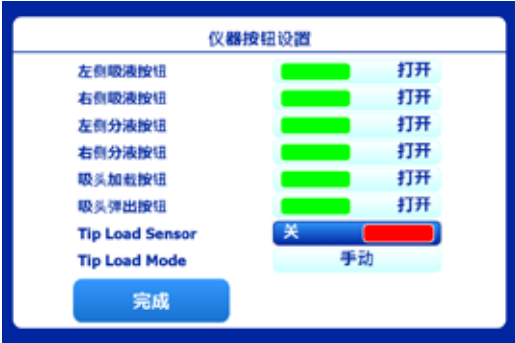 仪器按钮设置
左侧吸液按钮 打开
右侧吸液按钮 打开
左侧分液按钮 打开
右侧分液按钮 打开
吸头加载按钮 打开
吸头弹出按钮 打开
Tip Load Sensor 关
Tip Load Mode 手动
完成